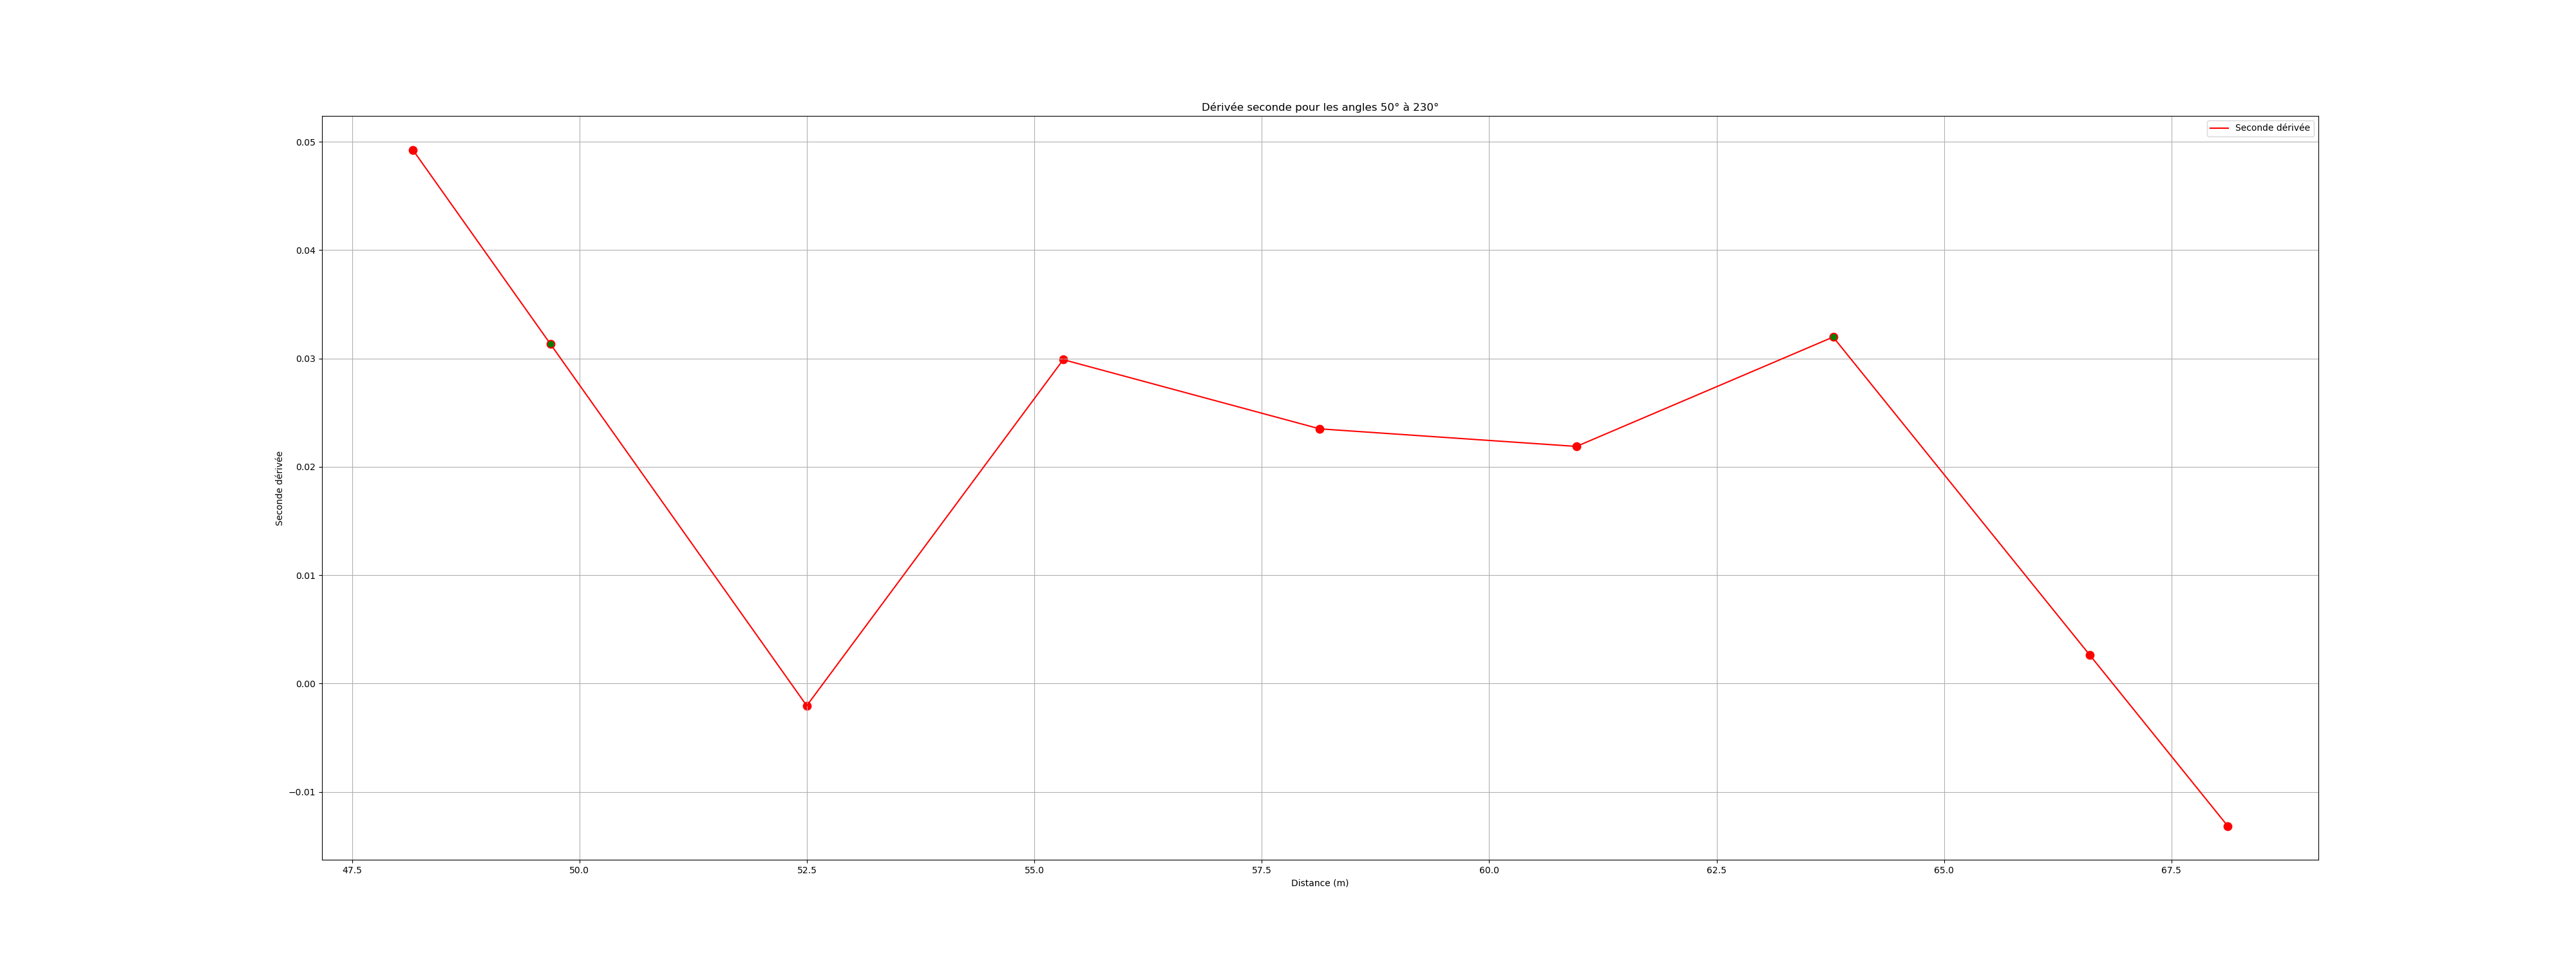 Dérivée seconde pour les angles 50° à 230°
Seconde dérivée
0.05
0.04
0.03
0.02
0.01
0.00
−0.01
Seconde dérivée
47.5 50.0 52.5 55.0 57.5 60.0 62.5 65.0 67.5
Distance (m)